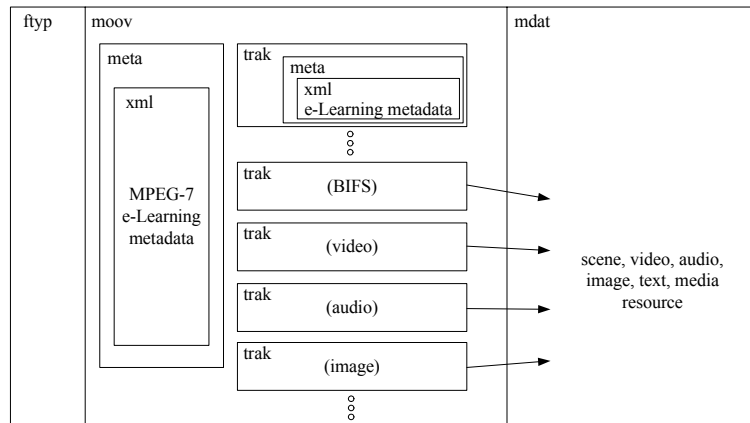 ftyp
moov
meta
xml
MPEG-7
e-Learning
metadata
trak
meta
xml
e-Learning metadata
trak
(BIFS)
trak
(video)
trak
(audio)
trak
(image)
mdat
scene, video, audio,
image, text, media
resource